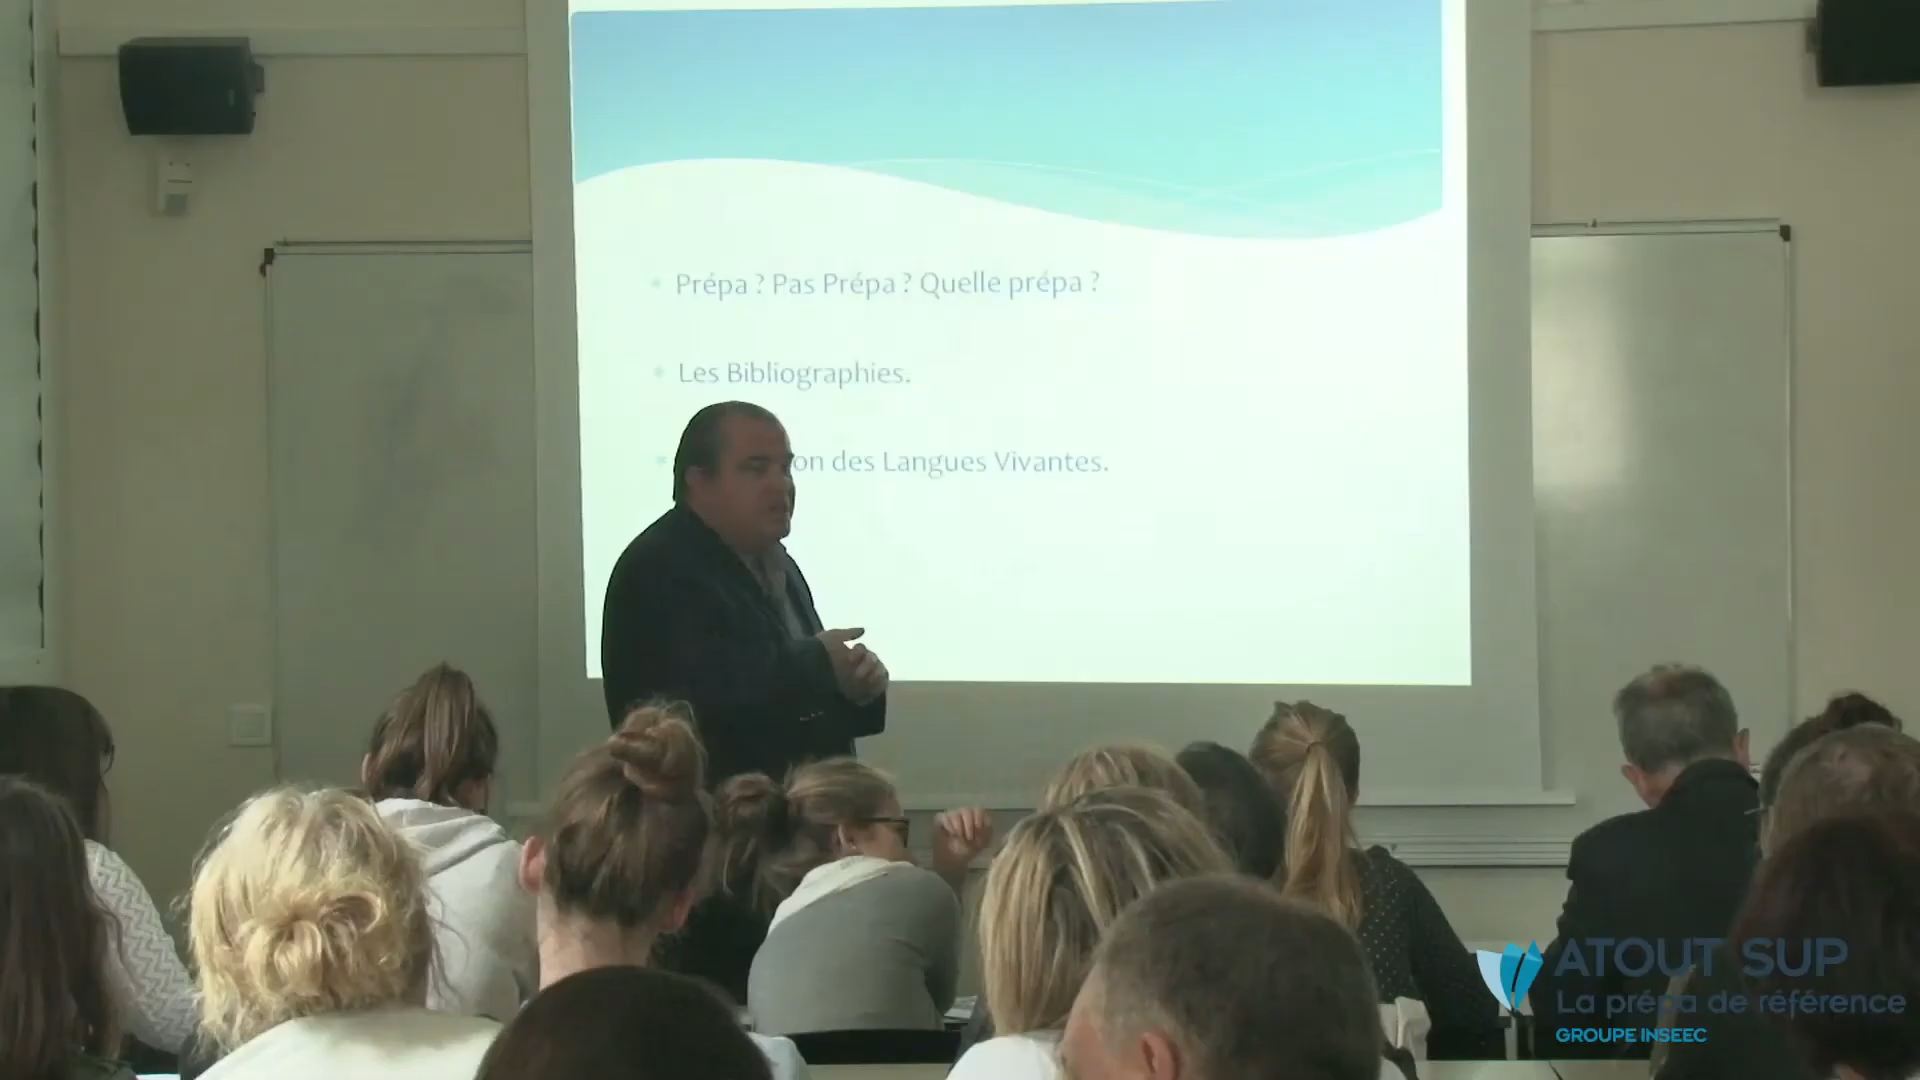 Prépa ? Pas Prépa ? Quelle prépa ?
Les Bibliographies.
on des Langues Vivantes.
ATOUT SUP
La prépa de référence
GROUPE INSEEC